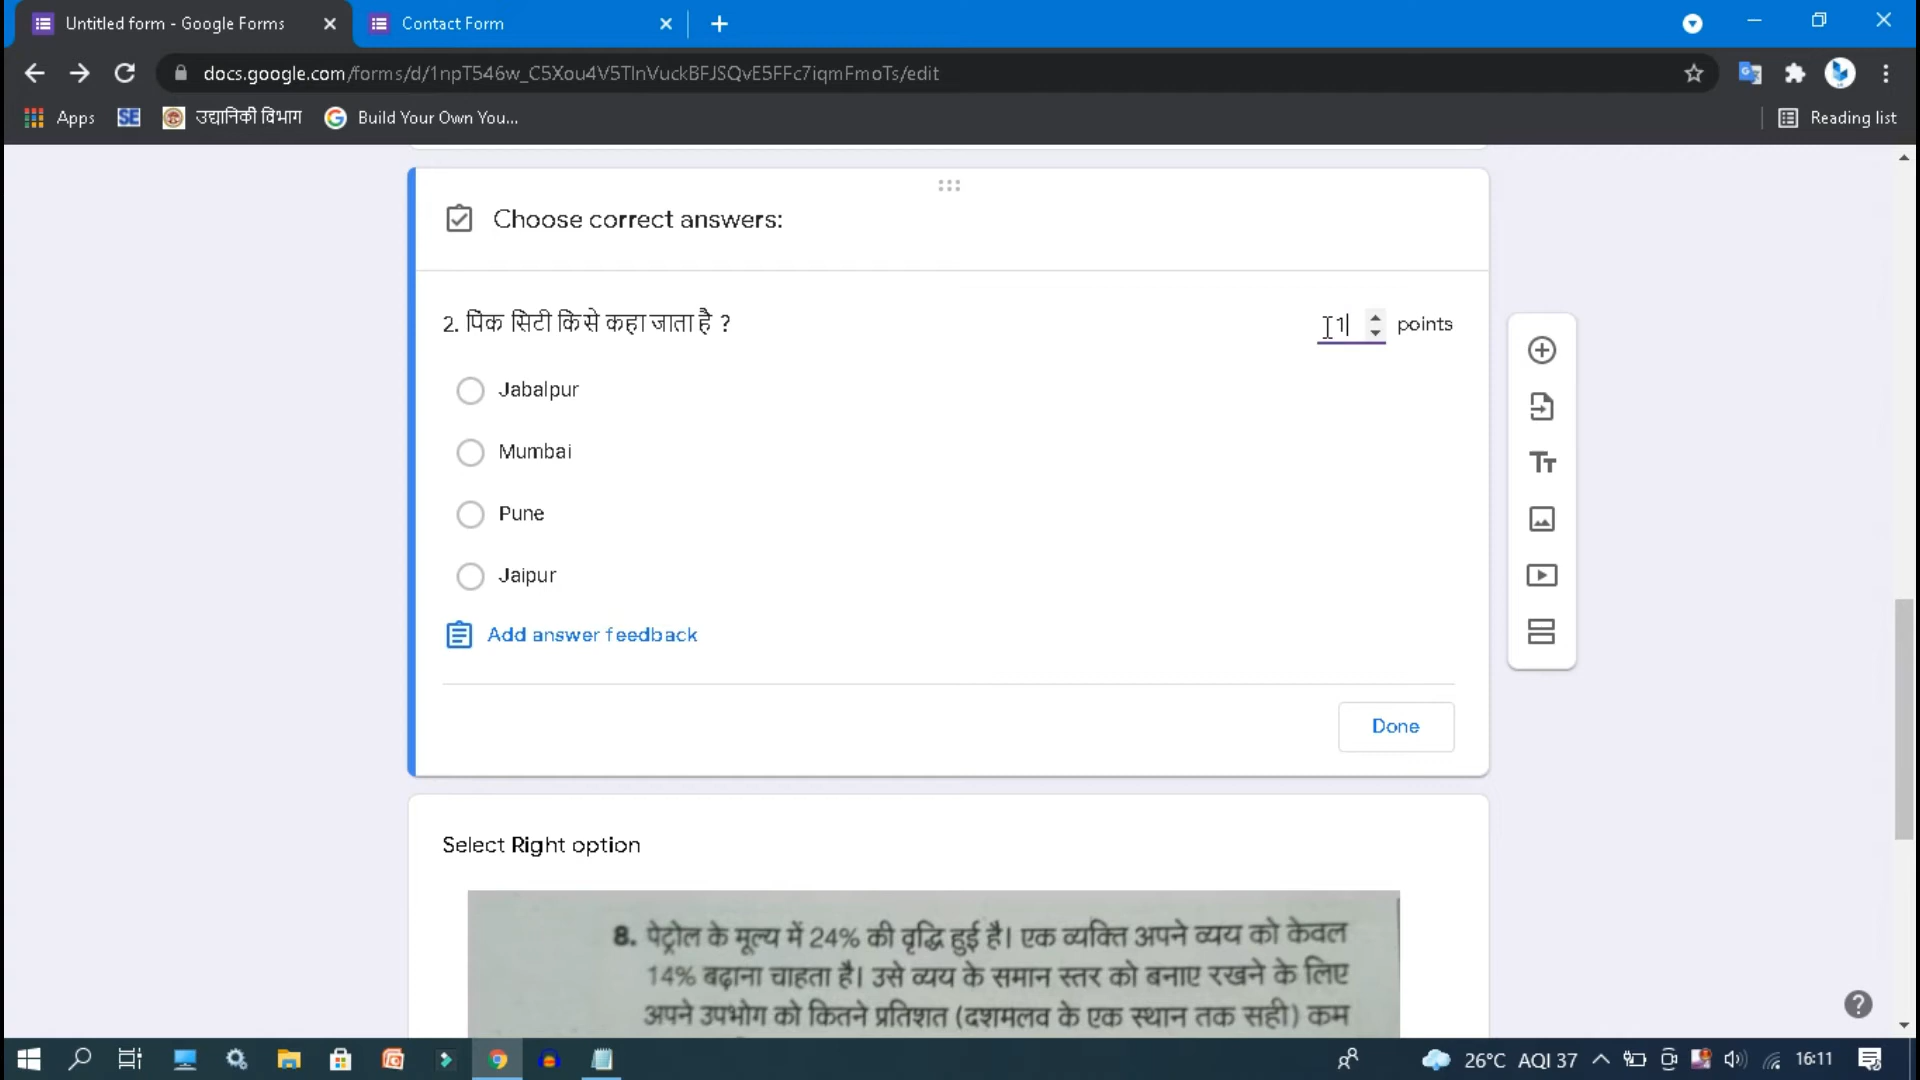 Untitled form - Google Forms
Contact Form
docs.google.com/forms/d/1npT546w_C5Xou4V5TlnVuckBFJSQvE5FFc7iqmFmoTs/edit
Apps
SE
उद्यानिकी विभाग
Build Your Own You...
Reading list
Choose correct answers:
2. पिंक सिटी किसे कहा जाता है ?
1 points
Jabalpur
Mumbai
Pune
Jaipur
Add answer feedback
Done
Select Right option
8. पेट्रोल के मूल्य में 24% की वृद्धि हुई है। एक व्यक्ति अपने व्यय को केवल
14% बढ़ाना चाहता है। उसे व्यय के समान स्तर को बनाए रखने के लिए
अपने उपभोग को कितने प्रतिशत (दशमलव के एक स्थान तक सही) कम
26°C AQI 37
16:11